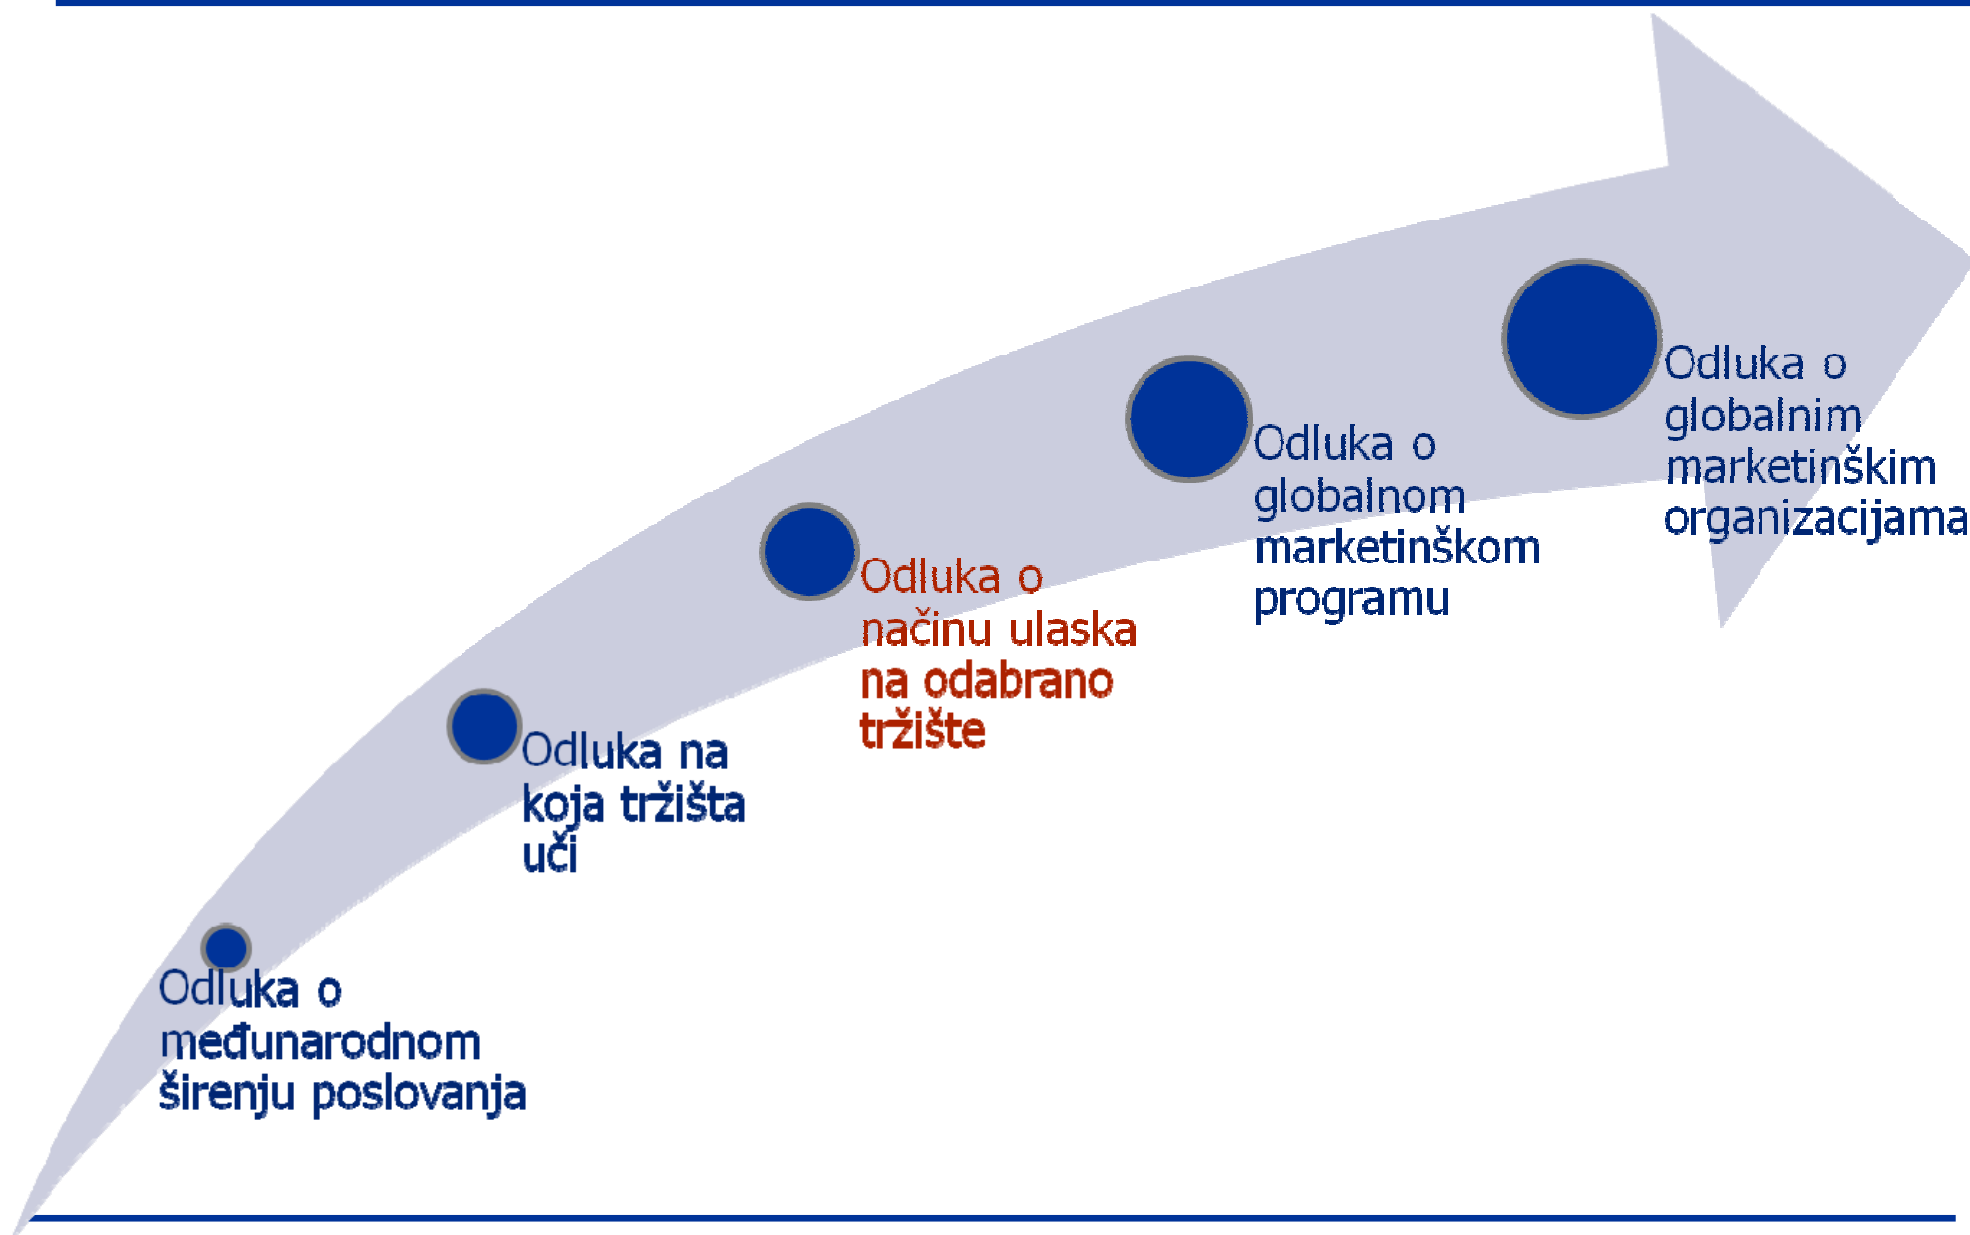 Odluka o
međunarodnom
širenju poslovanja
Odluka na
koja tržišta
uči
Odluka o
načinu ulaska
na odabrano
tržište
Odluka o
globalnom
marketinškom
programu
Odluka o
globalnim
marketinškim
organizacijama